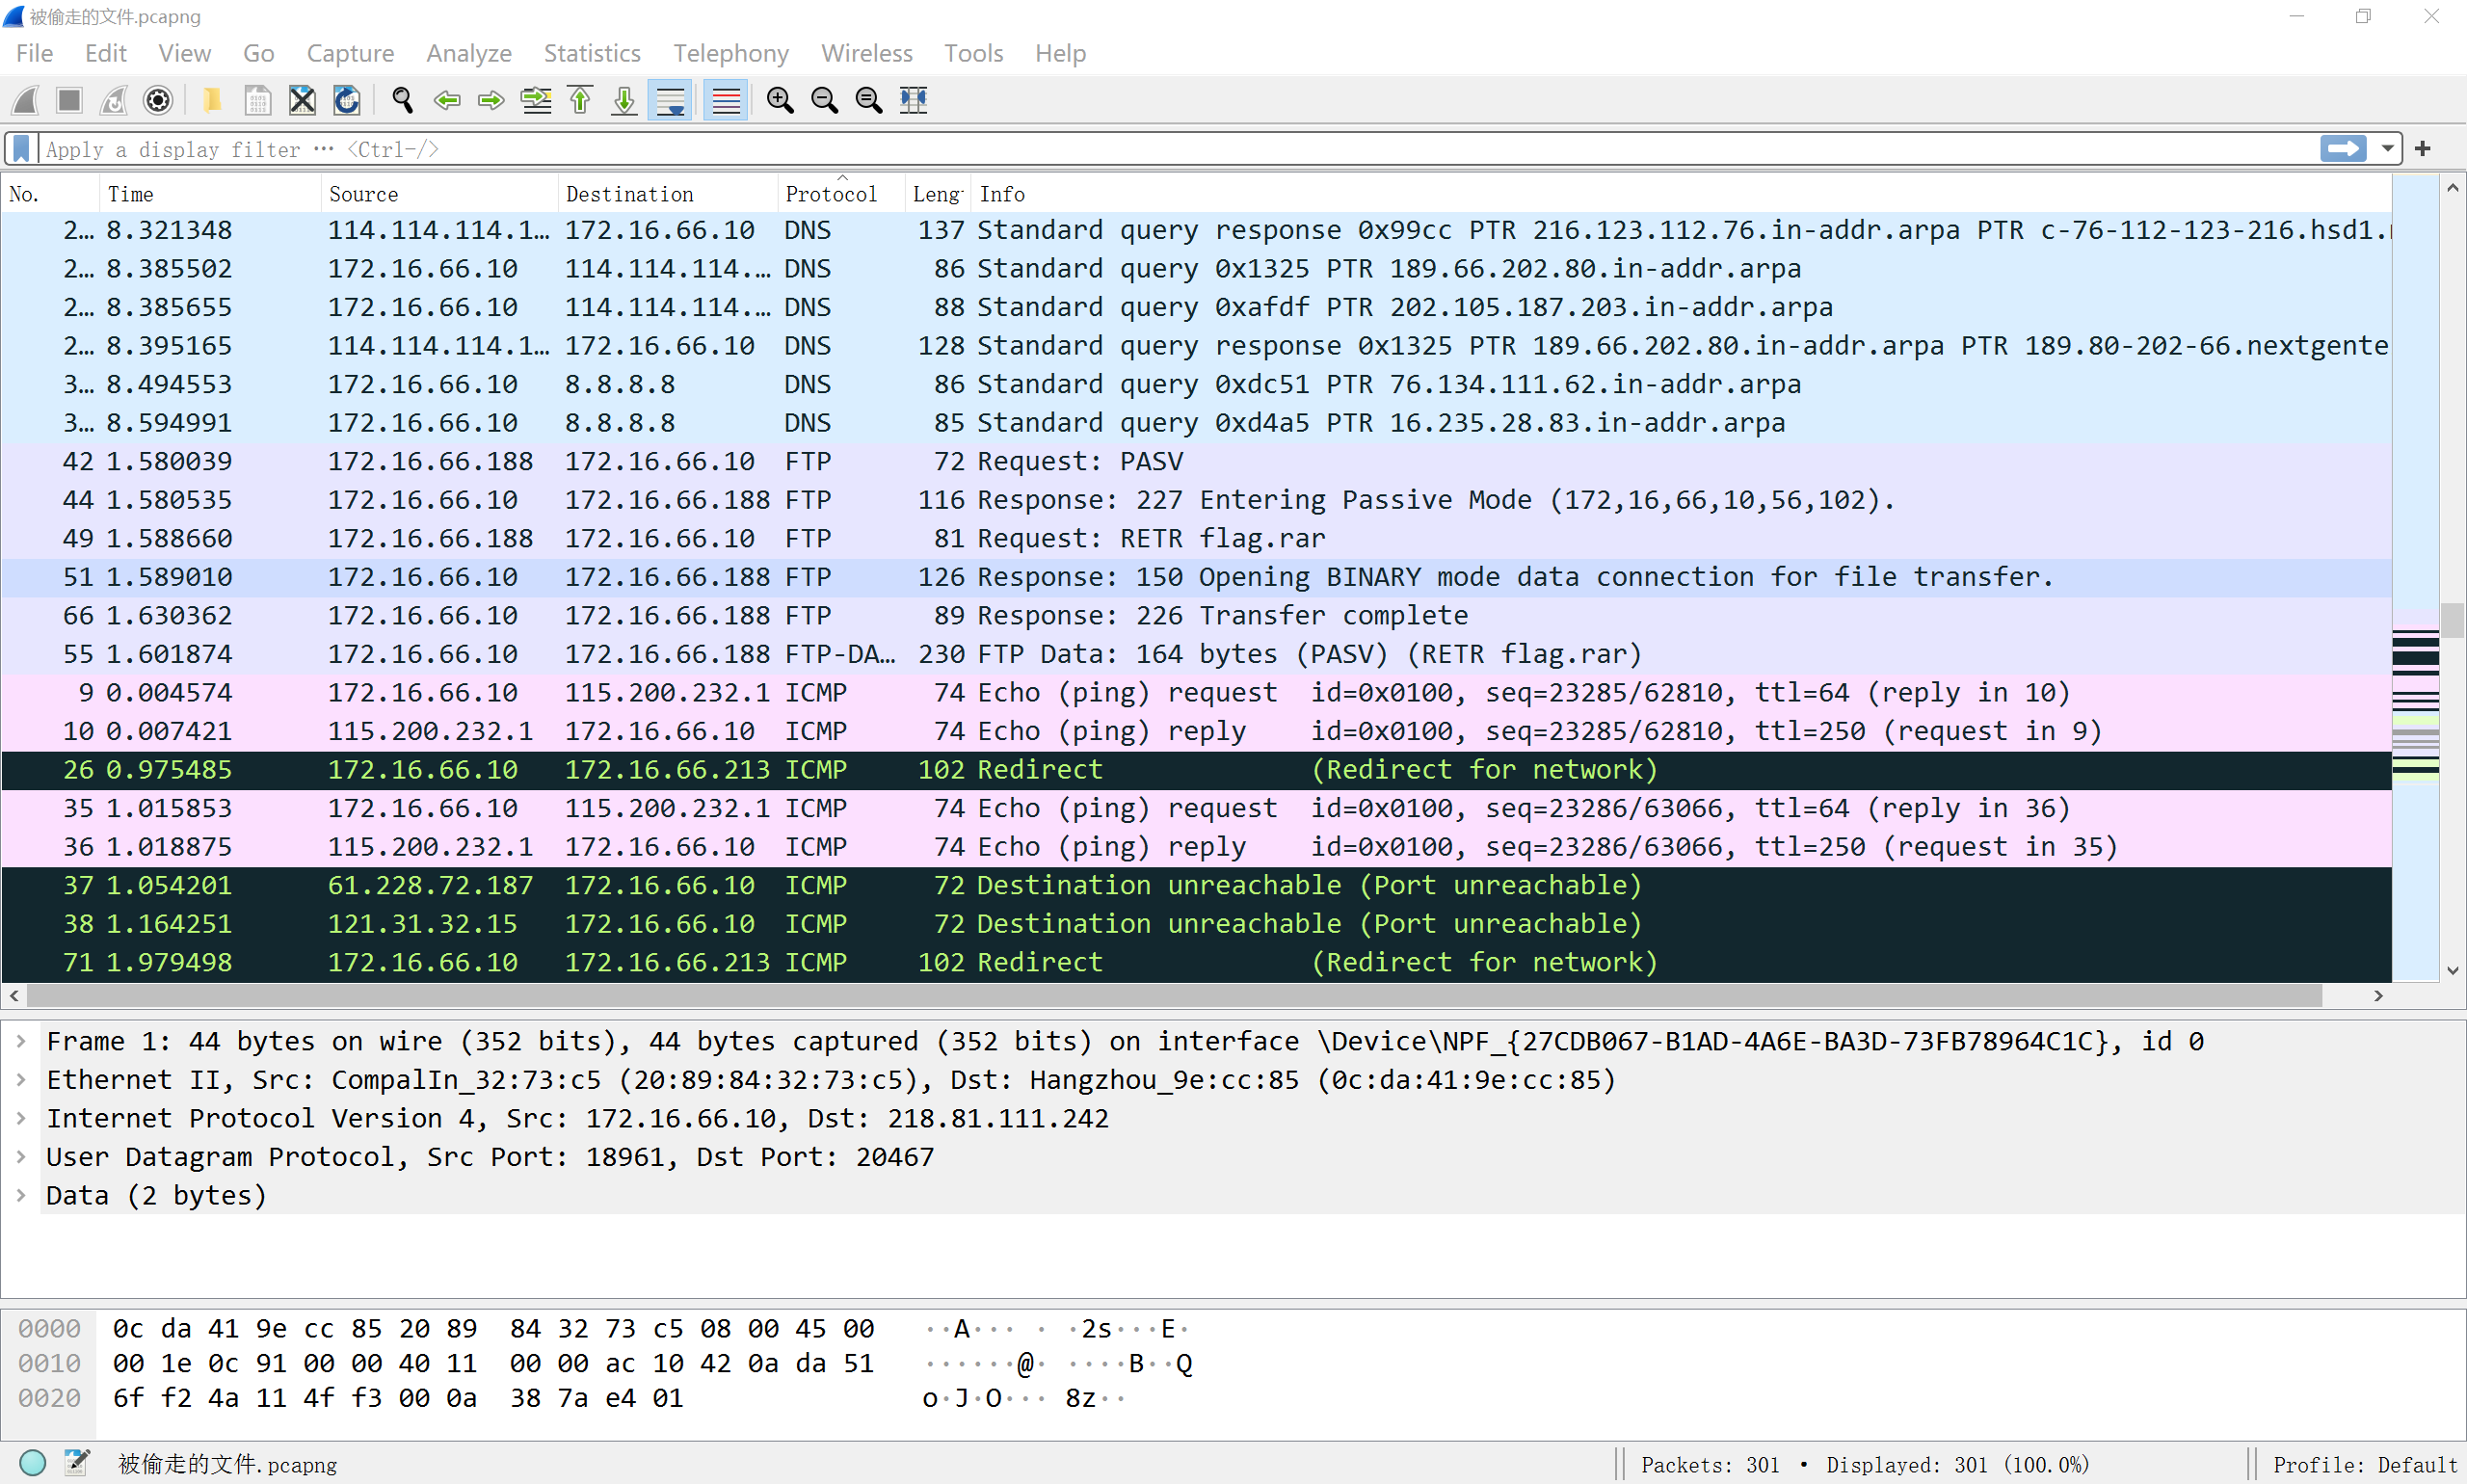 被偷走的文件.pcapng
File Edit View Go Capture Analyze Statistics Telephony Wireless Tools Help
Apply a display filter ··· <Ctrl-/>
No. Time Source Destination Protocol Leng Info
2… 8.321348 114.114.114.1… 172.16.66.10 DNS 137 Standard query response 0x99cc PTR 216.123.112.76.in-addr.arpa PTR c-76-112-123-216.hsd1.
2… 8.385502 172.16.66.10 114.114.114.… DNS 86 Standard query 0x1325 PTR 189.66.202.80.in-addr.arpa
2… 8.385655 172.16.66.10 114.114.114.… DNS 88 Standard query 0xafdf PTR 202.105.187.203.in-addr.arpa
2… 8.395165 114.114.114.1… 172.16.66.10 DNS 128 Standard query response 0x1325 PTR 189.66.202.80.in-addr.arpa PTR 189.80-202-66.nextgente
3… 8.494553 172.16.66.10 8.8.8.8 DNS 86 Standard query 0xdc51 PTR 76.134.111.62.in-addr.arpa
3… 8.594991 172.16.66.10 8.8.8.8 DNS 85 Standard query 0xd4a5 PTR 16.235.28.83.in-addr.arpa
42 1.580039 172.16.66.188 172.16.66.10 FTP 72 Request: PASV
44 1.580535 172.16.66.10 172.16.66.188 FTP 116 Response: 227 Entering Passive Mode (172,16,66,10,56,102).
49 1.588660 172.16.66.188 172.16.66.10 FTP 81 Request: RETR flag.rar
51 1.589010 172.16.66.10 172.16.66.188 FTP 126 Response: 150 Opening BINARY mode data connection for file transfer.
66 1.630362 172.16.66.10 172.16.66.188 FTP 89 Response: 226 Transfer complete
55 1.601874 172.16.66.10 172.16.66.188 FTP-DA… 230 FTP Data: 164 bytes (PASV) (RETR flag.rar)
9 0.004574 172.16.66.10 115.200.232.1 ICMP 74 Echo (ping) request id=0x0100, seq=23285/62810, ttl=64 (reply in 10)
10 0.007421 115.200.232.1 172.16.66.10 ICMP 74 Echo (ping) reply id=0x0100, seq=23285/62810, ttl=250 (request in 9)
26 0.975485 172.16.66.10 172.16.66.213 ICMP 102 Redirect (Redirect for network)
35 1.015853 172.16.66.10 115.200.232.1 ICMP 74 Echo (ping) request id=0x0100, seq=23286/63066, ttl=64 (reply in 36)
36 1.018875 115.200.232.1 172.16.66.10 ICMP 74 Echo (ping) reply id=0x0100, seq=23286/63066, ttl=250 (request in 35)
37 1.054201 61.228.72.187 172.16.66.10 ICMP 72 Destination unreachable (Port unreachable)
38 1.164251 121.31.32.15 172.16.66.10 ICMP 72 Destination unreachable (Port unreachable)
71 1.979498 172.16.66.10 172.16.66.213 ICMP 102 Redirect (Redirect for network)
Frame 1: 44 bytes on wire (352 bits), 44 bytes captured (352 bits) on interface \Device\NPF_{27CDB067-B1AD-4A6E-BA3D-73FB78964C1C}, id 0
Ethernet II, Src: CompalIn_32:73:c5 (20:89:84:32:73:c5), Dst: Hangzhou_9e:cc:85 (0c:da:41:9e:cc:85)
Internet Protocol Version 4, Src: 172.16.66.10, Dst: 218.81.111.242
User Datagram Protocol, Src Port: 18961, Dst Port: 20467
Data (2 bytes)
0000 0c da 41 9e cc 85 20 89 84 32 73 c5 08 00 45 00 ··A··· · ·2s···E·
0010 00 1e 0c 91 00 00 40 11 00 00 ac 10 42 0a da 51 ······@· ····B··Q
0020 6f f2 4a 11 4f f3 00 0a 38 7a e4 01 o·J·O··· 8z··
被偷走的文件.pcapng Packets: 301 · Displayed: 301 (100.0%) Profile: Default